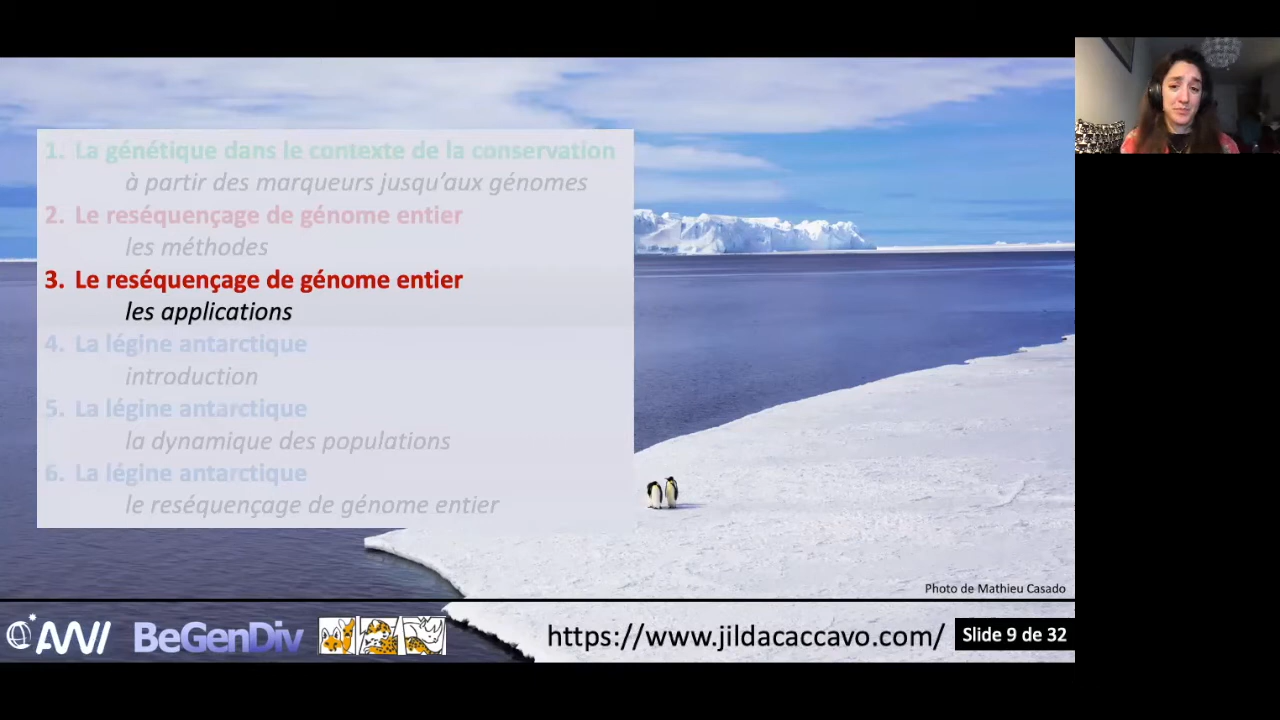 1. La génétique dans le contexte de la conservation
à partir des marqueurs jusqu'aux génomes
2. Le reséquençage de génome entier
les méthodes
3. Le reséquençage de génome entier
les applications
4. La légine antarctique
introduction
5. La légine antarctique
la dynamique des populations
6. La légine antarctique
le reséquençage de génome entier
Photo de Mathieu Casado
AWI
BeGenDiv
https://www.jildacaccavo.com/
Slide 9 de 32